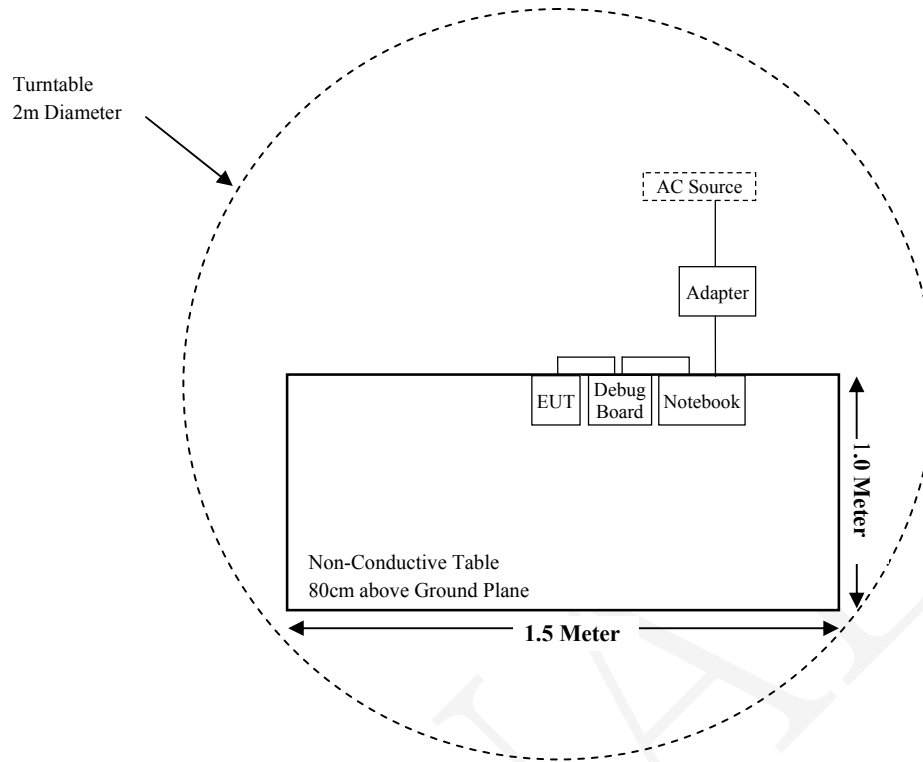 Turntable
2m Diameter
AC Source
Adapter
EUT
Debug
Board
Notebook
1.0 Meter
Non-Conductive Table
80cm above Ground Plane
1.5 Meter